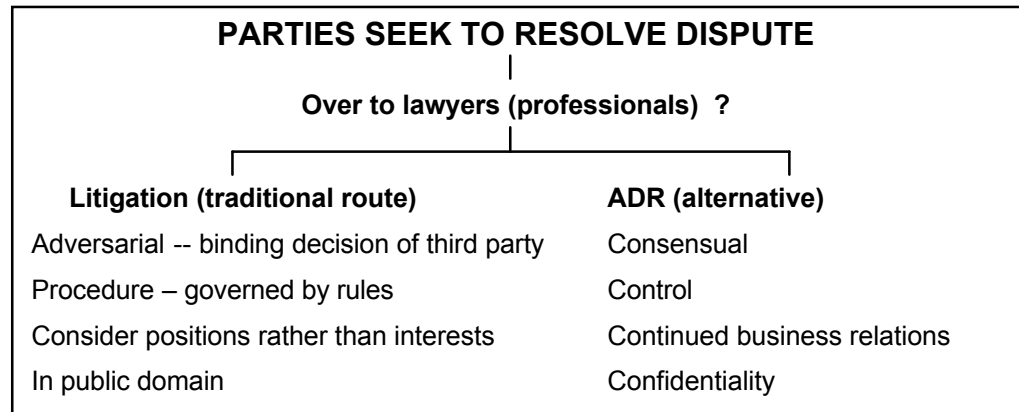 PARTIES SEEK TO RESOLVE DISPUTE
Over to lawyers (professionals)  ?
Litigation (traditional route)
ADR (alternative)
Adversarial -- binding decision of third party
Consensual
Procedure – governed by rules
Control
Consider positions rather than interests
Continued business relations
In public domain
Confidentiality